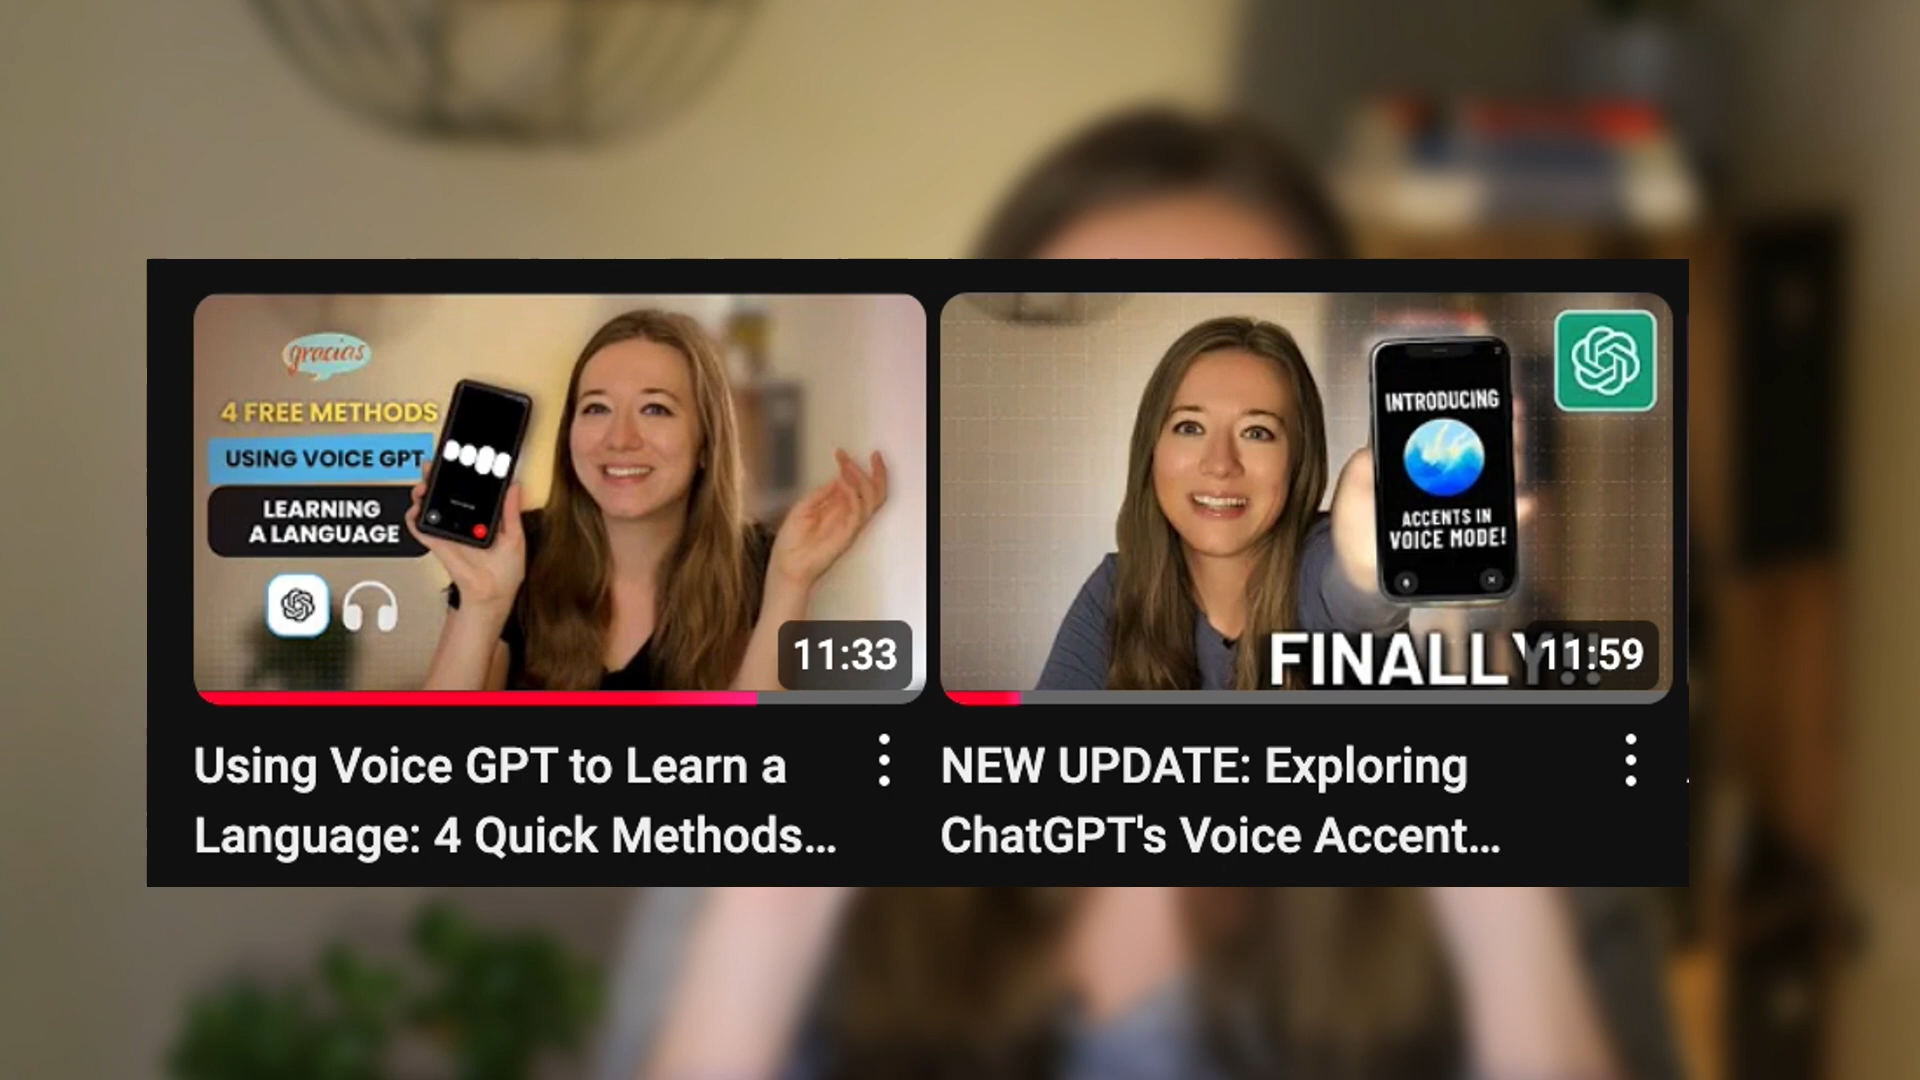 gracias
4 FREE METHODS
USING VOICE GPT
LEARNING
A LANGUAGE
11:33
Using Voice GPT to Learn a
Language: 4 Quick Methods...
INTRODUCING
ACCENTS IN
VOICE MODE!
FINALLY!!
11:59
NEW UPDATE: Exploring
ChatGPT's Voice Accent...